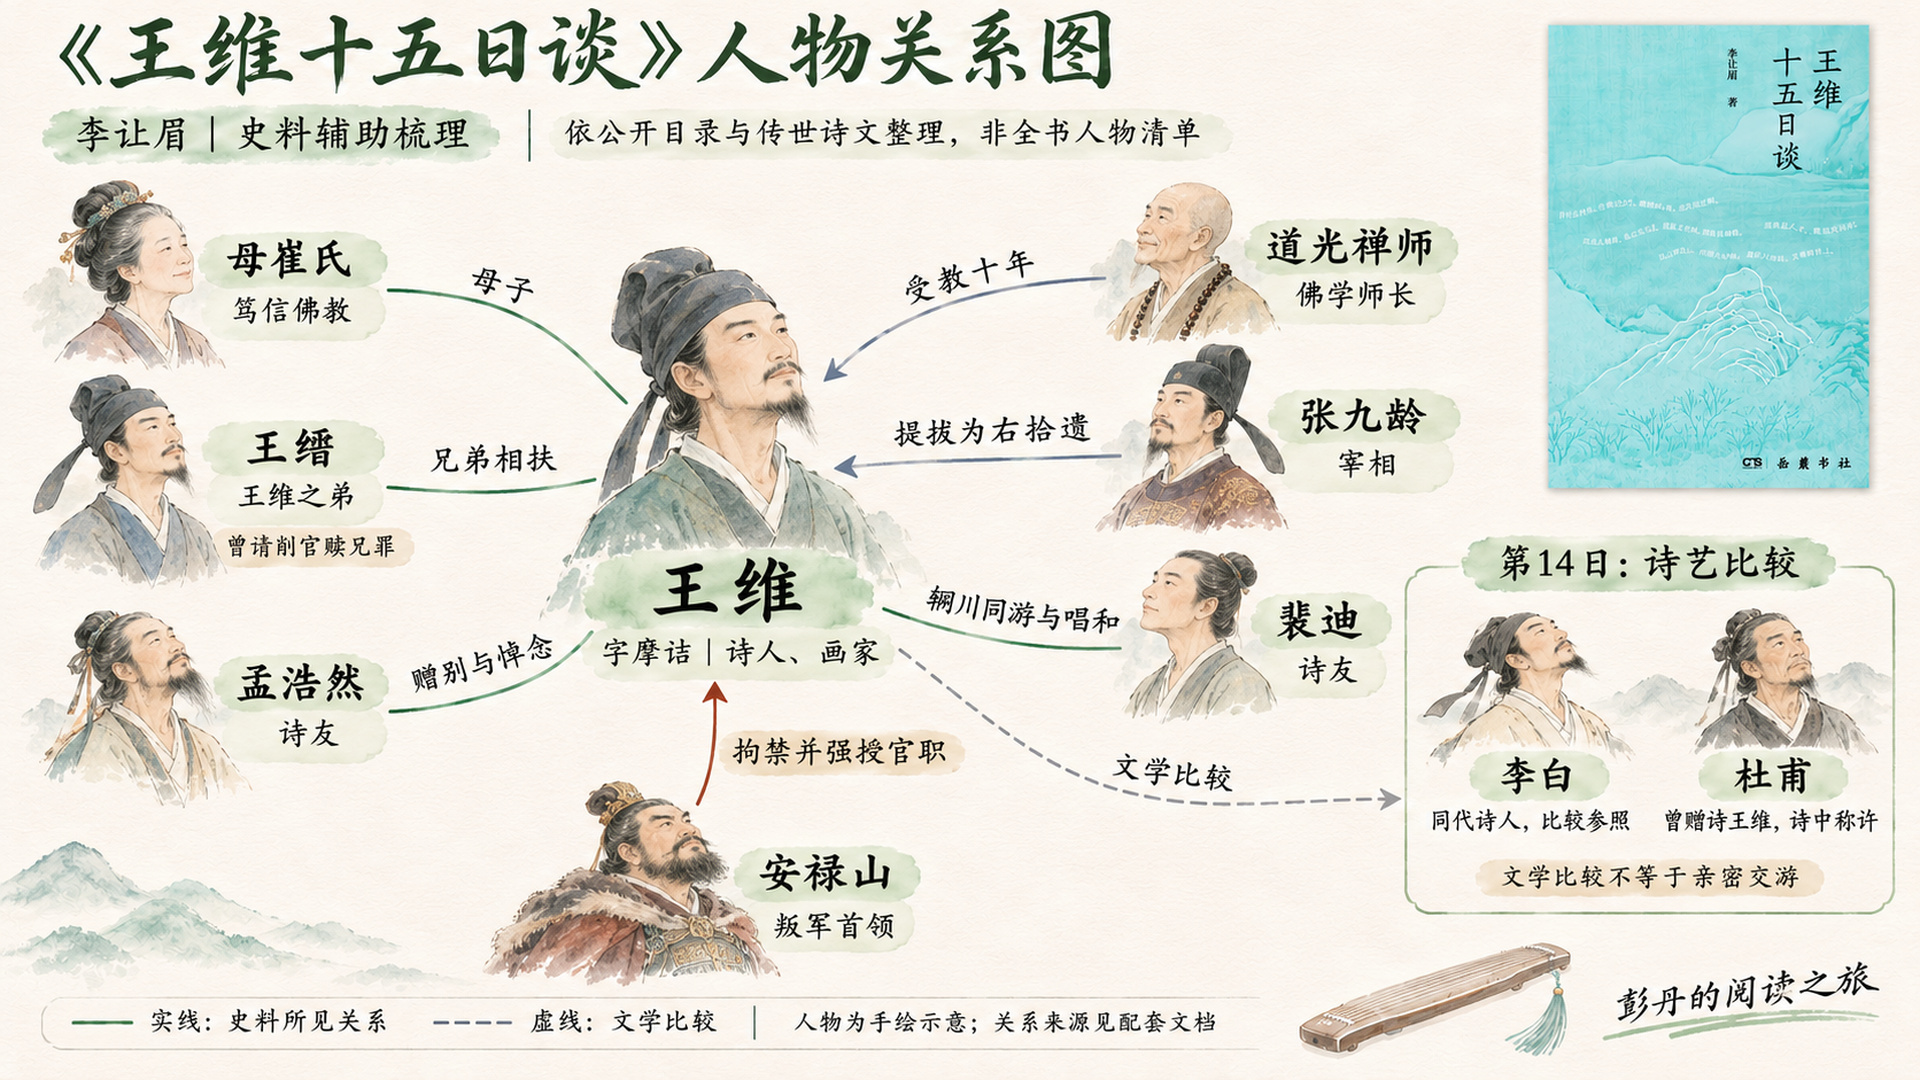 《王维十五日谈》人物关系图
李让眉｜史料辅助梳理
依公开目录与传世诗文整理，非全书人物清单
母崔氏
笃信佛教
母子
王缙
王维之弟
曾请削官赎兄罪
兄弟相扶
孟浩然
诗友
赠别与悼念
王维
字摩诘｜诗人、画家
道光禅师
佛学师长
受教十年
张九龄
宰相
提拔为右拾遗
裴迪
诗友
辋川同游与唱和
文学比较
安禄山
叛军首领
拘禁并强授官职
王维
十五日谈
李让眉 著
CS 岳麓书社
第14日：诗艺比较
李白
同代诗人，比较参照
杜甫
曾赠诗王维，诗中称许
文学比较不等于亲密交游
实线：史料所见关系
虚线：文学比较
人物为手绘示意；关系来源见配套文档
彭丹的阅读之旅